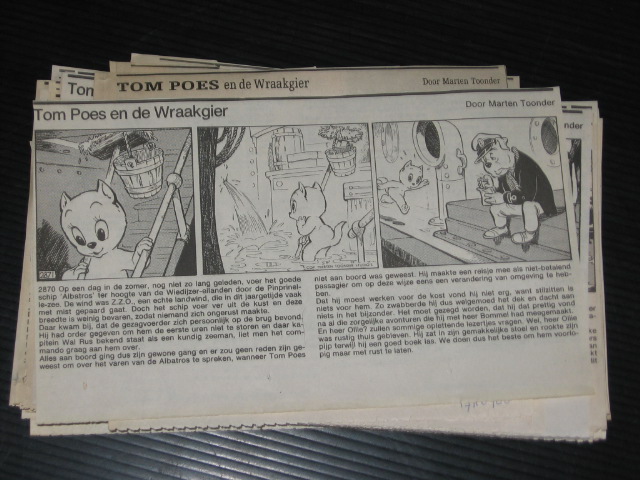 Tom
TOM POES en de Wraakgier
Door Marten Toonder
Tom Poes en de Wraakgier
Door Marten Toonder
nder
2870 Op een dag in de zomer, nog niet zo lang geleden, voer het goede
schip 'Albatros' ter hoogte van de Wiedijzer-eilanden door de Pinprinel-
le-zee. De wind was Z.Z.O., een echte landwind, die in dit jaargetijde vaak
met mist gepaard gaat. Doch het schip voer ver uit de kust en deze
breedte is weinig bevaren, zodat niemand zich ongerust maakte.
Daar kwam bij, dat de gezagvoerder zich persoonlijk op de brug bevond.
Hij had order gegeven om hem de eerste uren niet te storen en daar ka-
pitein Wal Rus bekend staat als een kundig zeeman, liet men het com-
mando graag aan hem over.
Alles aan boord ging dus zijn gewone gang en er zou geen reden zijn ge-
weest om over het varen van de Albatros te spreken, wanneer Tom Poes
niet aan boord was geweest. Hij maakte een reisje mee als niet-betalend
passagier om op deze wijze eens een verandering van omgeving te heb-
ben.
Dat hij moest werken voor de kost vond hij niet erg, want stilzitten is
niets voor hem. Zo zwabberde hij dus welgemoed het dek en dacht aan
niets in het bijzonder. Het moet gezegd worden, dat hij dat prettig vond
na al die zorgelijke avonturen die hij met heer Bommel had meegemaakt.
En heer Ollie? zullen sommige oplettende lezertjes vragen. Wel, heer Ollie
was rustig thuis gebleven. Hij zat in zijn gemakkelijke stoel en rookte zijn
pijp terwijl hij een goed boek las. We doen dus het beste om hem voorlo-
pig maar met rust te laten.